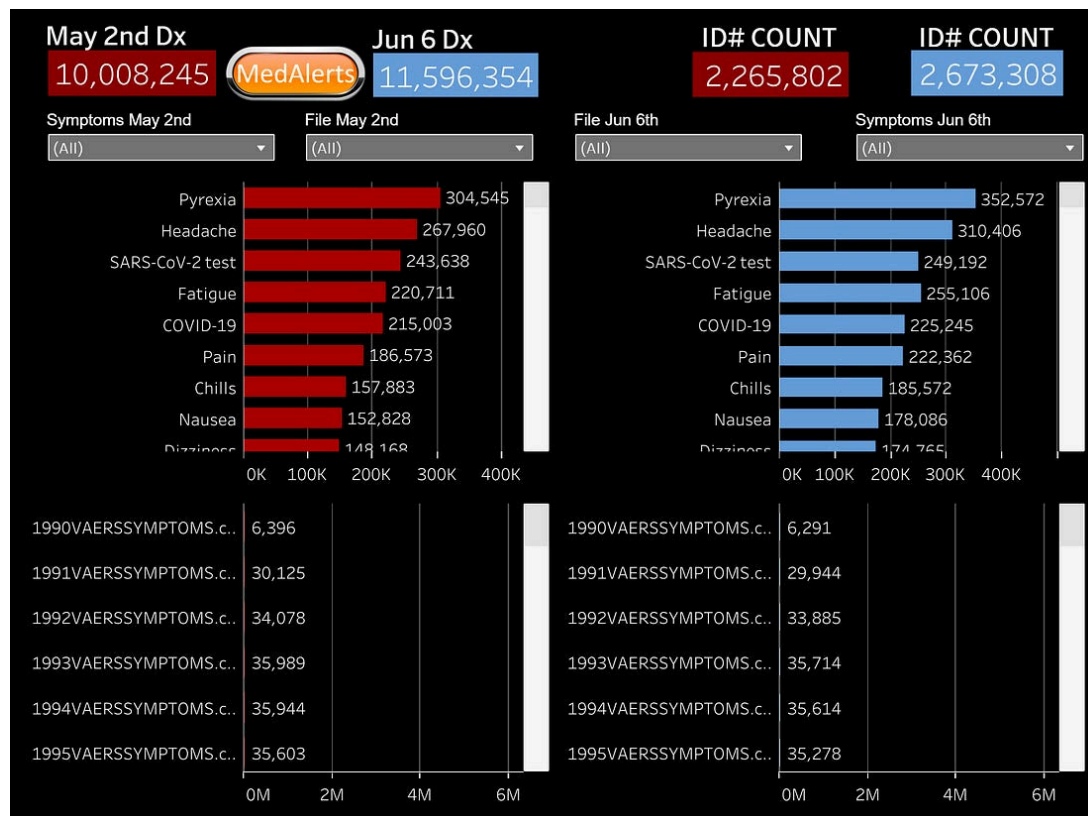 May 2nd Dx
10,008,245
MedAlerts
Jun 6 Dx
11,596,354
ID# COUNT
2,265,802
ID# COUNT
2,673,308
Symptoms May 2nd
(All)
File May 2nd
(All)
File Jun 6th
(All)
Symptoms Jun 6th
(All)
Pyrexia 304,545
Headache 267,960
SARS-CoV-2 test 243,638
Fatigue 220,711
COVID-19 215,003
Pain 186,573
Chills 157,883
Nausea 152,828
Dizziness 148,168
0K 100K 200K 300K 400K
Pyrexia 352,572
Headache 310,406
SARS-CoV-2 test 249,192
Fatigue 255,106
COVID-19 225,245
Pain 222,362
Chills 185,572
Nausea 178,086
Dizziness 174,765
0K 100K 200K 300K 400K
1990VAERSSYMPTOMS.c.. 6,396
1991VAERSSYMPTOMS.c.. 30,125
1992VAERSSYMPTOMS.c.. 34,078
1993VAERSSYMPTOMS.c.. 35,989
1994VAERSSYMPTOMS.c.. 35,944
1995VAERSSYMPTOMS.c.. 35,603
0M 2M 4M 6M
1990VAERSSYMPTOMS.c.. 6,291
1991VAERSSYMPTOMS.c.. 29,944
1992VAERSSYMPTOMS.c.. 33,885
1993VAERSSYMPTOMS.c.. 35,714
1994VAERSSYMPTOMS.c.. 35,614
1995VAERSSYMPTOMS.c.. 35,278
0M 2M 4M 6M